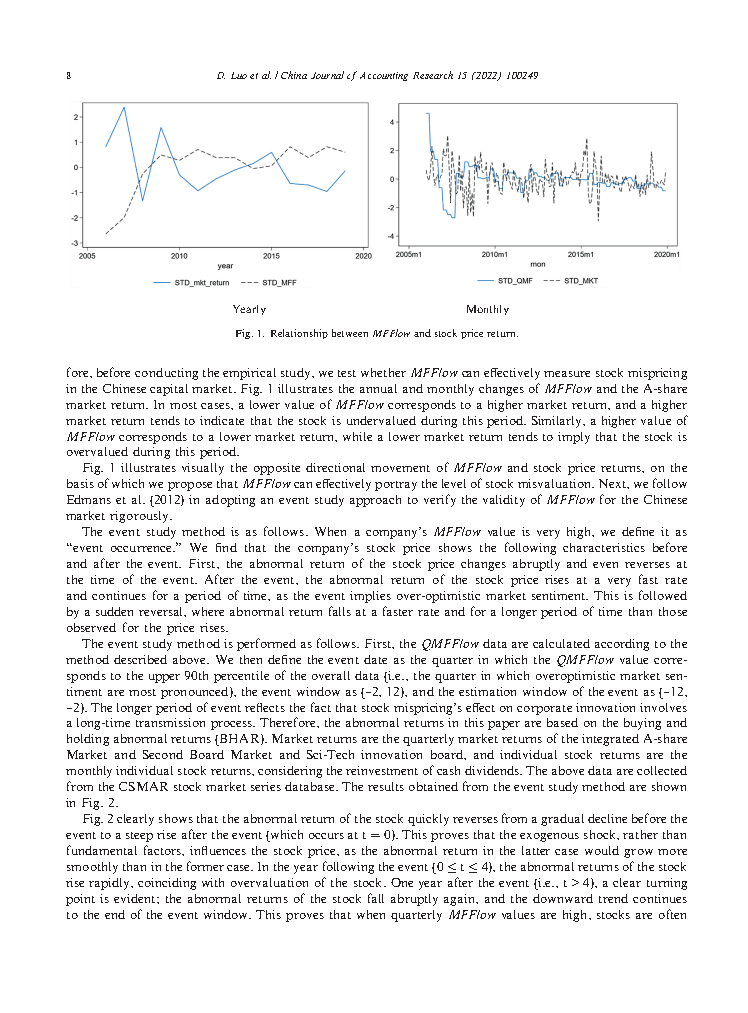 8
D. Luo et al. / China Journal of Accounting Research 15 (2022) 100249
2
1
0
-1
-2
-3
2005
2010
2015
2020
year
STD_mkt_return
STD_MFF
4
2
0
-2
-4
2005m1
2010m1
2015m1
2020m1
mon
STD_QMF
STD_MKT
Yearly
Monthly
Fig. 1. Relationship between MFFlow and stock price return.
fore, before conducting the empirical study, we test whether MFFlow can effectively measure stock mispricing
in the Chinese capital market. Fig. 1 illustrates the annual and monthly changes of MFFlow and the A-share
market return. In most cases, a lower value of MFFlow corresponds to a higher market return, and a higher
market return tends to indicate that the stock is undervalued during this period. Similarly, a higher value of
MFFlow corresponds to a lower market return, while a lower market return tends to imply that the stock is
overvalued during this period.
Fig. 1 illustrates visually the opposite directional movement of MFFlow and stock price returns, on the
basis of which we propose that MFFlow can effectively portray the level of stock misvaluation. Next, we follow
Edmans et al. (2012) in adopting an event study approach to verify the validity of MFFlow for the Chinese
market rigorously.
The event study method is as follows. When a company's MFFlow value is very high, we define it as
“event occurrence.” We find that the company's stock price shows the following characteristics before
and after the event. First, the abnormal return of the stock price changes abruptly and even reverses at
the time of the event. After the event, the abnormal return of the stock price rises at a very fast rate
and continues for a period of time, as the event implies over-optimistic market sentiment. This is followed
by a sudden reversal, where abnormal return falls at a faster rate and for a longer period of time than those
observed for the price rises.
The event study method is performed as follows. First, the QMFFlow data are calculated according to the
method described above. We then define the event date as the quarter in which the QMFFlow value corre-
sponds to the upper 90th percentile of the overall data (i.e., the quarter in which overoptimistic market sen-
timent are most pronounced), the event window as (–2, 12), and the estimation window of the event as (–12,
–2). The longer period of event reflects the fact that stock mispricing's effect on corporate innovation involves
a long-time transmission process. Therefore, the abnormal returns in this paper are based on the buying and
holding abnormal returns (BHAR). Market returns are the quarterly market returns of the integrated A-share
Market and Second Board Market and Sci-Tech innovation board, and individual stock returns are the
monthly individual stock returns, considering the reinvestment of cash dividends. The above data are collected
from the CSMAR stock market series database. The results obtained from the event study method are shown
in Fig. 2.
Fig. 2 clearly shows that the abnormal return of the stock quickly reverses from a gradual decline before the
event to a steep rise after the event (which occurs at t = 0). This proves that the exogenous shock, rather than
fundamental factors, influences the stock price, as the abnormal return in the latter case would grow more
smoothly than in the former case. In the year following the event (0 ≤ t ≤ 4), the abnormal returns of the stock
rise rapidly, coinciding with overvaluation of the stock. One year after the event (i.e., t > 4), a clear turning
point is evident; the abnormal returns of the stock fall abruptly again, and the downward trend continues
to the end of the event window. This proves that when quarterly MFFlow values are high, stocks are often